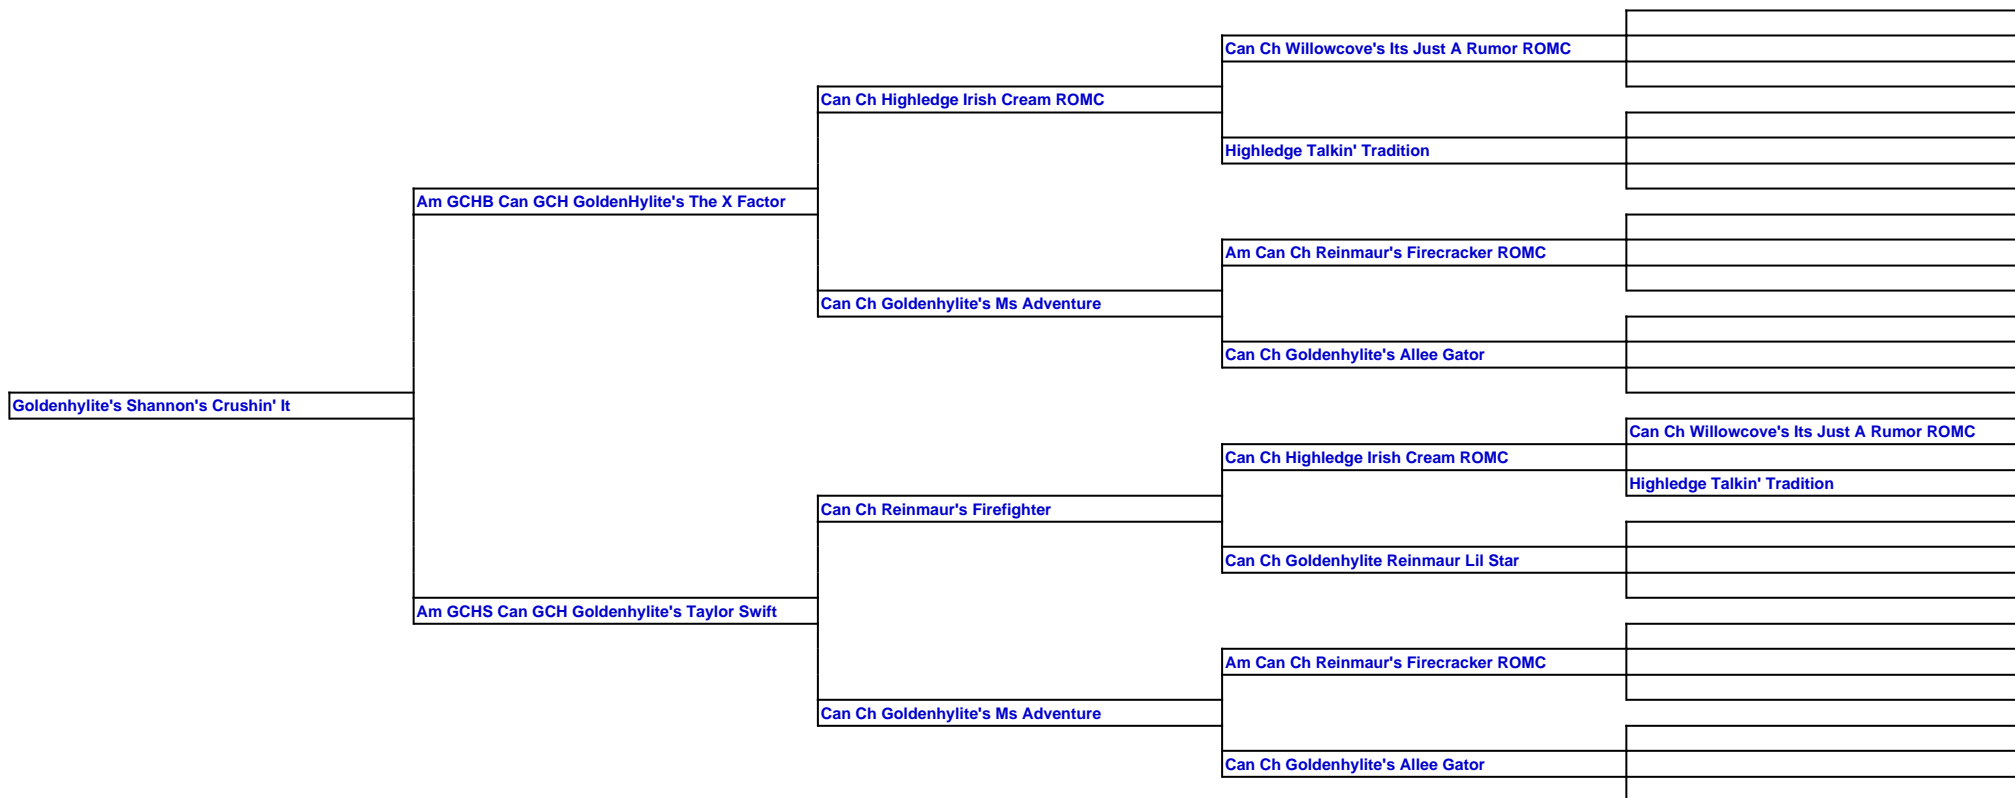 Can Ch Willowcove's Its Just A Rumor ROMC
Can Ch Highledge Irish Cream ROMC
Highledge Talkin' Tradition
Am GCHB Can GCH GoldenHylite's The X Factor
Am Can Ch Reinmaur's Firecracker ROMC
Can Ch Goldenhylite's Ms Adventure
Can Ch Goldenhylite's Allee Gator
Goldenhylite's Shannon's Crushin' It
Can Ch Willowcove's Its Just A Rumor ROMC
Can Ch Highledge Irish Cream ROMC
Highledge Talkin' Tradition
Can Ch Reinmaur's Firefighter
Can Ch Goldenhylite Reinmaur Lil Star
Am GCHS Can GCH Goldenhylite's Taylor Swift
Am Can Ch Reinmaur's Firecracker ROMC
Can Ch Goldenhylite's Ms Adventure
Can Ch Goldenhylite's Allee Gator